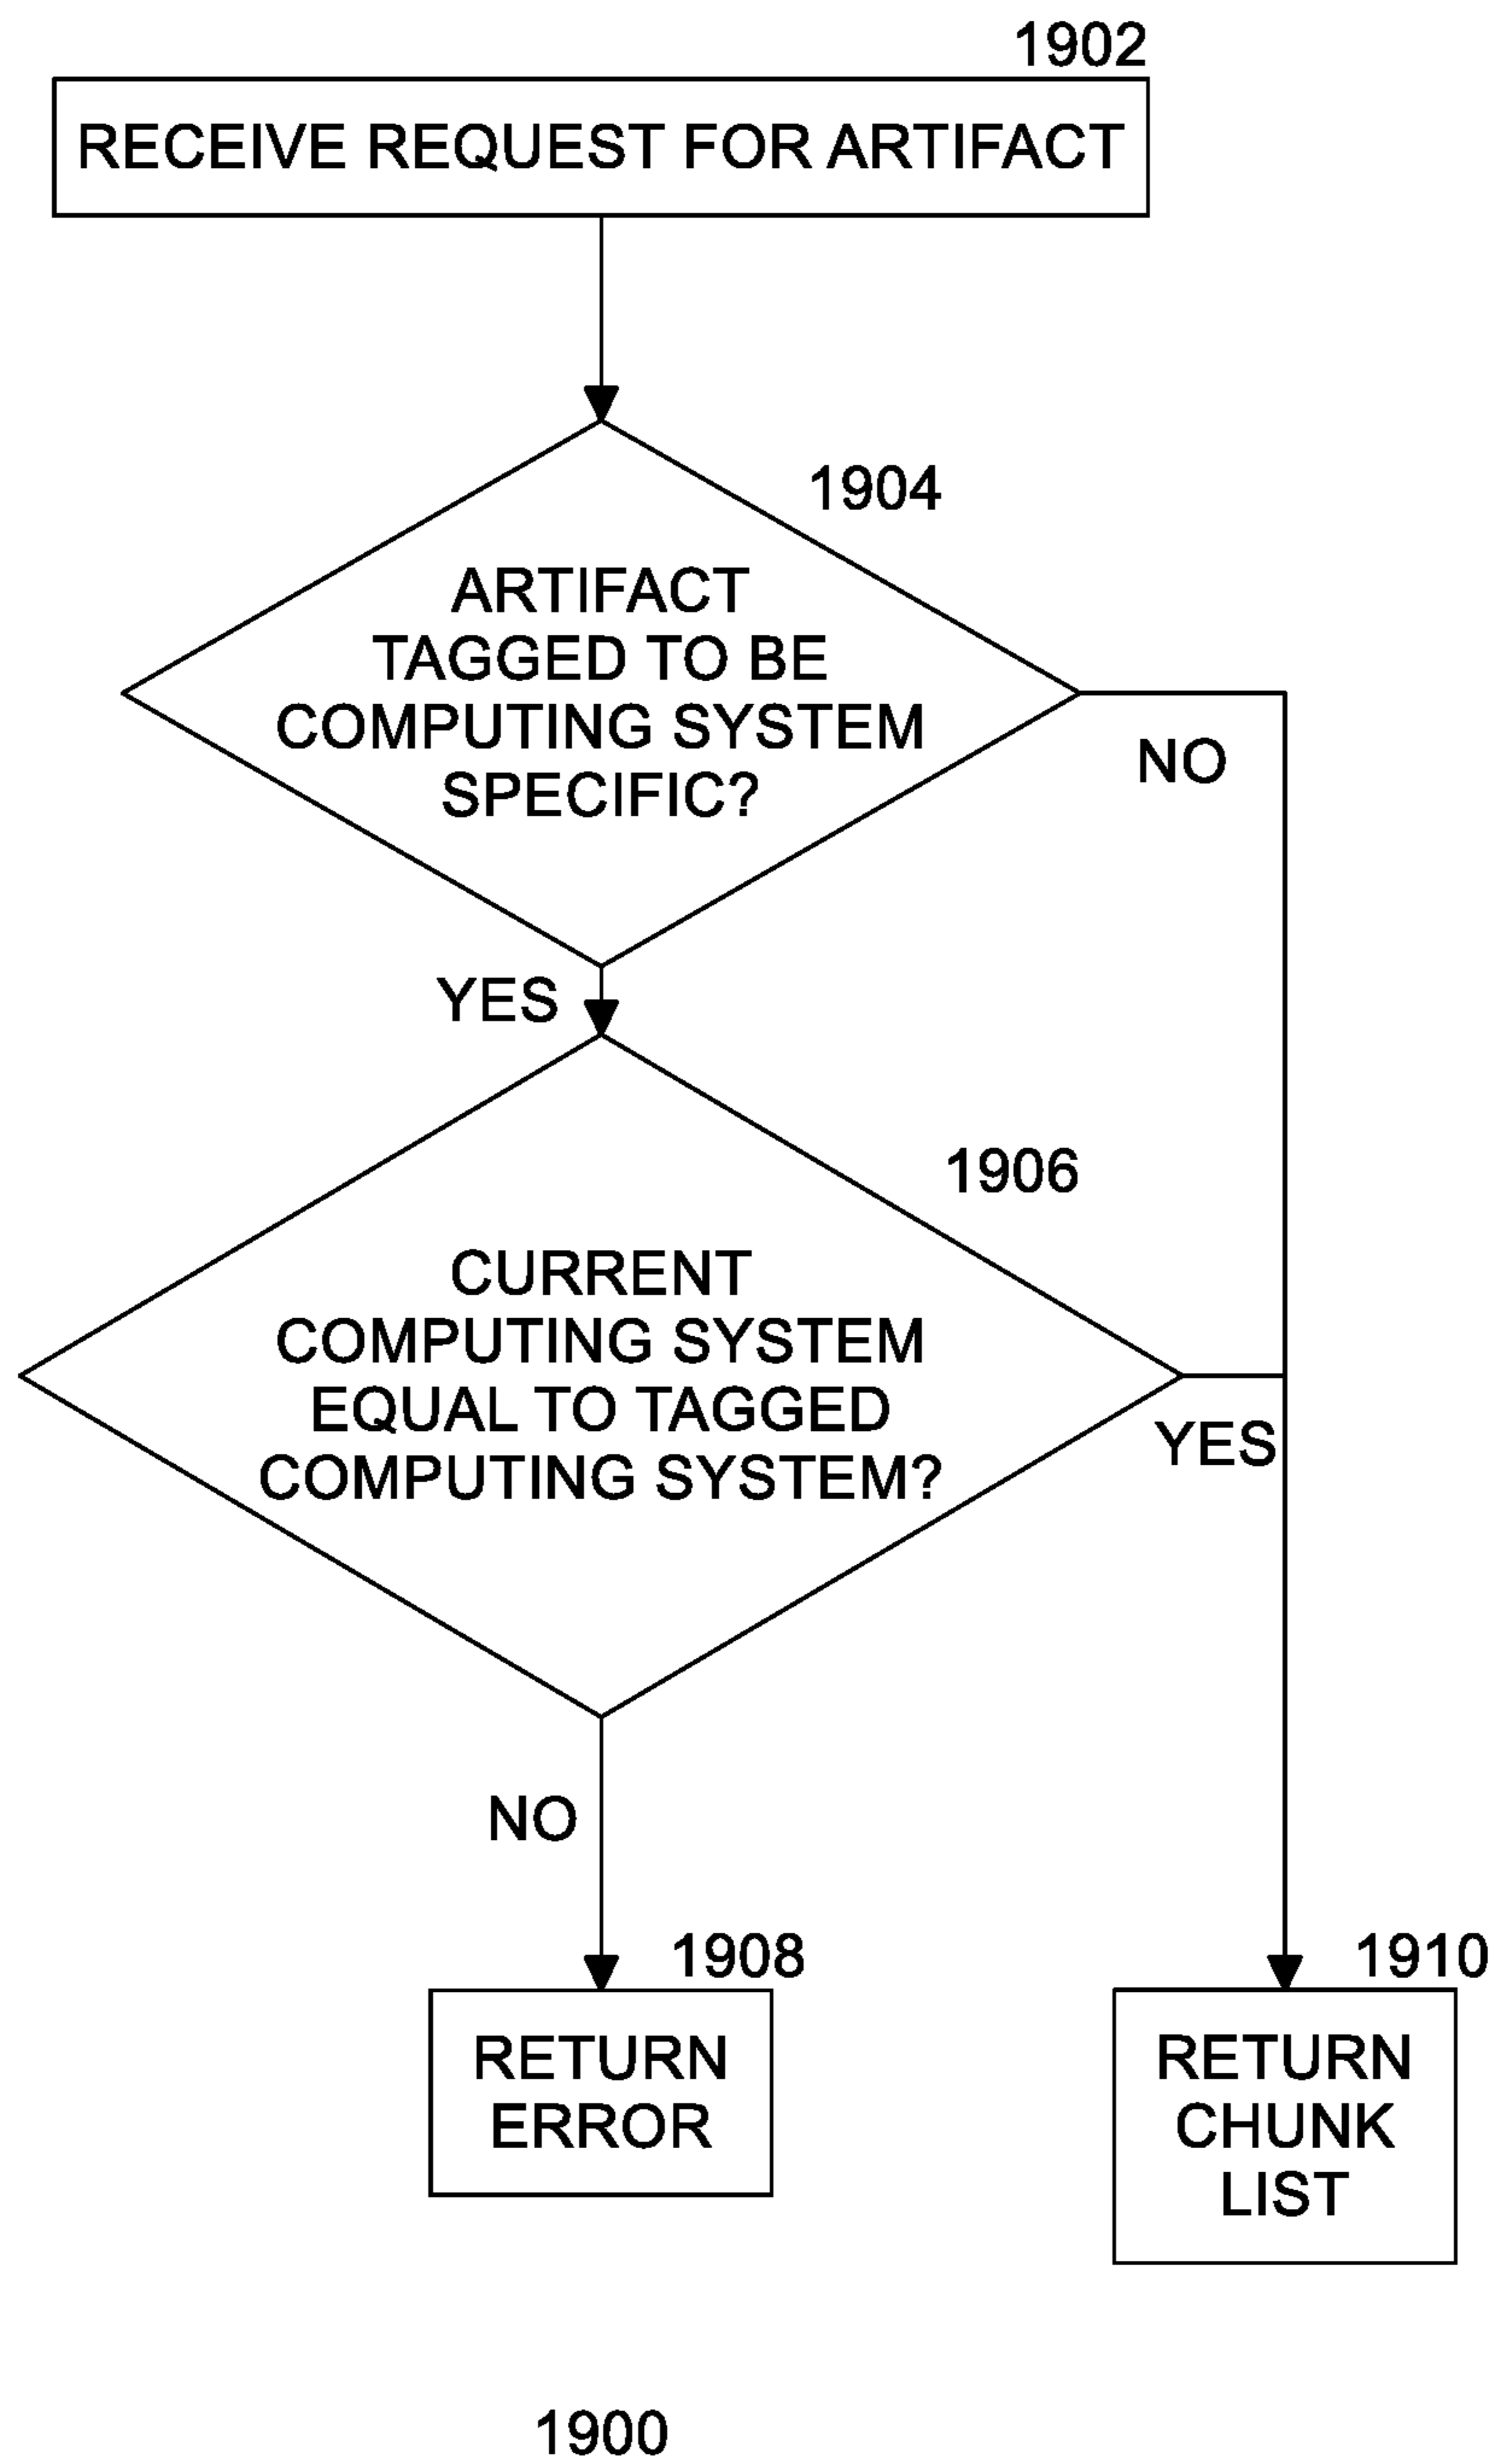 1902
RECEIVE REQUEST FOR ARTIFACT
1904
ARTIFACT
TAGGED TO BE
COMPUTING SYSTEM
SPECIFIC?
NO
YES
1906
CURRENT
COMPUTING SYSTEM
EQUAL TO TAGGED
COMPUTING SYSTEM?
YES
NO
1908
RETURN
ERROR
1910
RETURN
CHUNK
LIST
1900